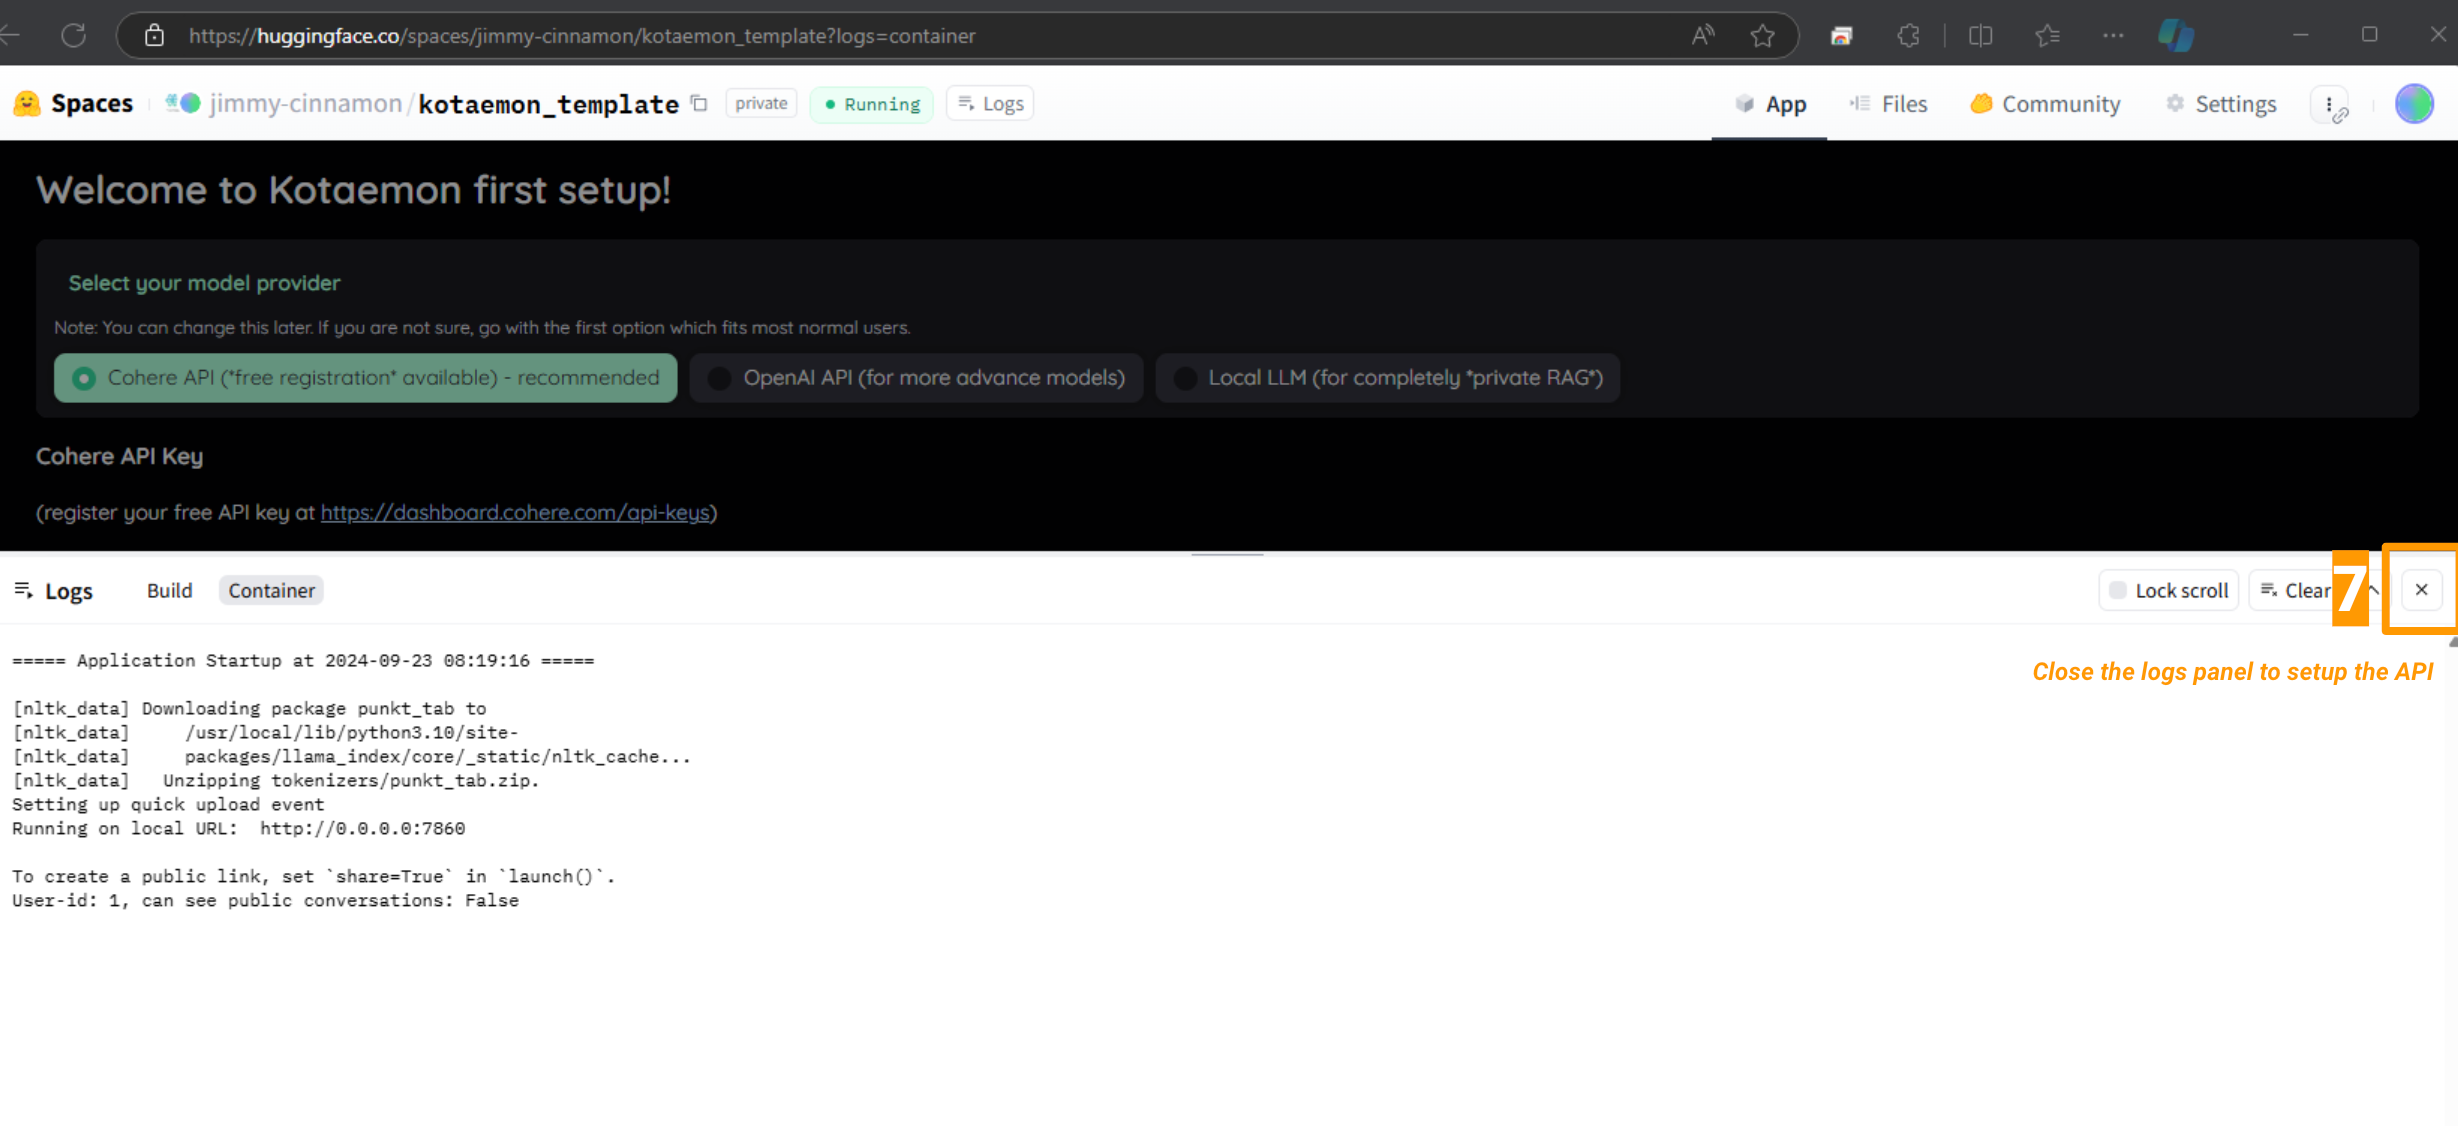 https://huggingface.co/spaces/jimmy-cinnamon/kotaemon_template?logs=container
Spaces jimmy-cinnamon/kotaemon_template private Running Logs App Files Community Settings
Welcome to Kotaemon first setup!
Select your model provider
Note: You can change this later. If you are not sure, go with the first option which fits most normal users.
Cohere API (*free registration* available) - recommended OpenAI API (for more advance models) Local LLM (for completely *private RAG*)
Cohere API Key
(register your free API key at https://dashboard.cohere.com/api-keys)
Logs Build Container Lock scroll Clear 7
Close the logs panel to setup the API
===== Application Startup at 2024-09-23 08:19:16 =====
[nltk_data] Downloading package punkt_tab to
[nltk_data]     /usr/local/lib/python3.10/site-
[nltk_data]     packages/llama_index/core/_static/nltk_cache...
[nltk_data]   Unzipping tokenizers/punkt_tab.zip.
Setting up quick upload event
Running on local URL:  http://0.0.0.0:7860
To create a public link, set `share=True` in `launch()`.
User-id: 1, can see public conversations: False